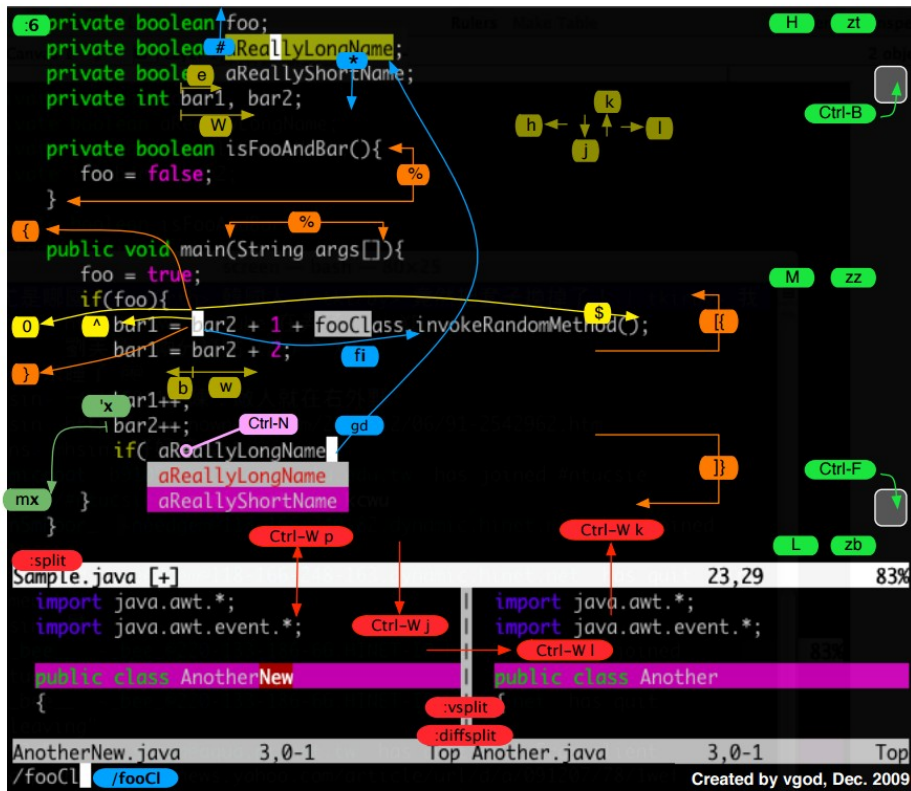 :6 private boolean foo; H zt
private boolea # aReallyLongName;
private boole e aReallyShortName; *
private int bar1, bar2; Ctrl-B
W h j k l
private boolean isFooAndBar(){
foo = false; %
}
{ %
public void main(String args[]){
foo = true; M zz
if(foo){
0 ^ bar1 = bar2 + 1 + fooClass.invokeRandomMethod(); $ [{
bar1 = bar2 + 2; fi
} b w
'x bar1++;
bar2++; Ctrl-N gd
if( aReallyLongName ]} Ctrl-F
aReallyLongName
mx } aReallyShortName
} Ctrl-W p Ctrl-W k
:split L zb
Sample.java [+] 23,29 83%
import java.awt.*; import java.awt.*;
import java.awt.event.*; Ctrl-W j import java.awt.event.*;
Ctrl-W l
public class AnotherNew public class Another
{ :vsplit {
:diffsplit
AnotherNew.java 3,0-1 Top Another.java 3,0-1 Top
/fooCl /fooCl Created by vgod, Dec. 2009